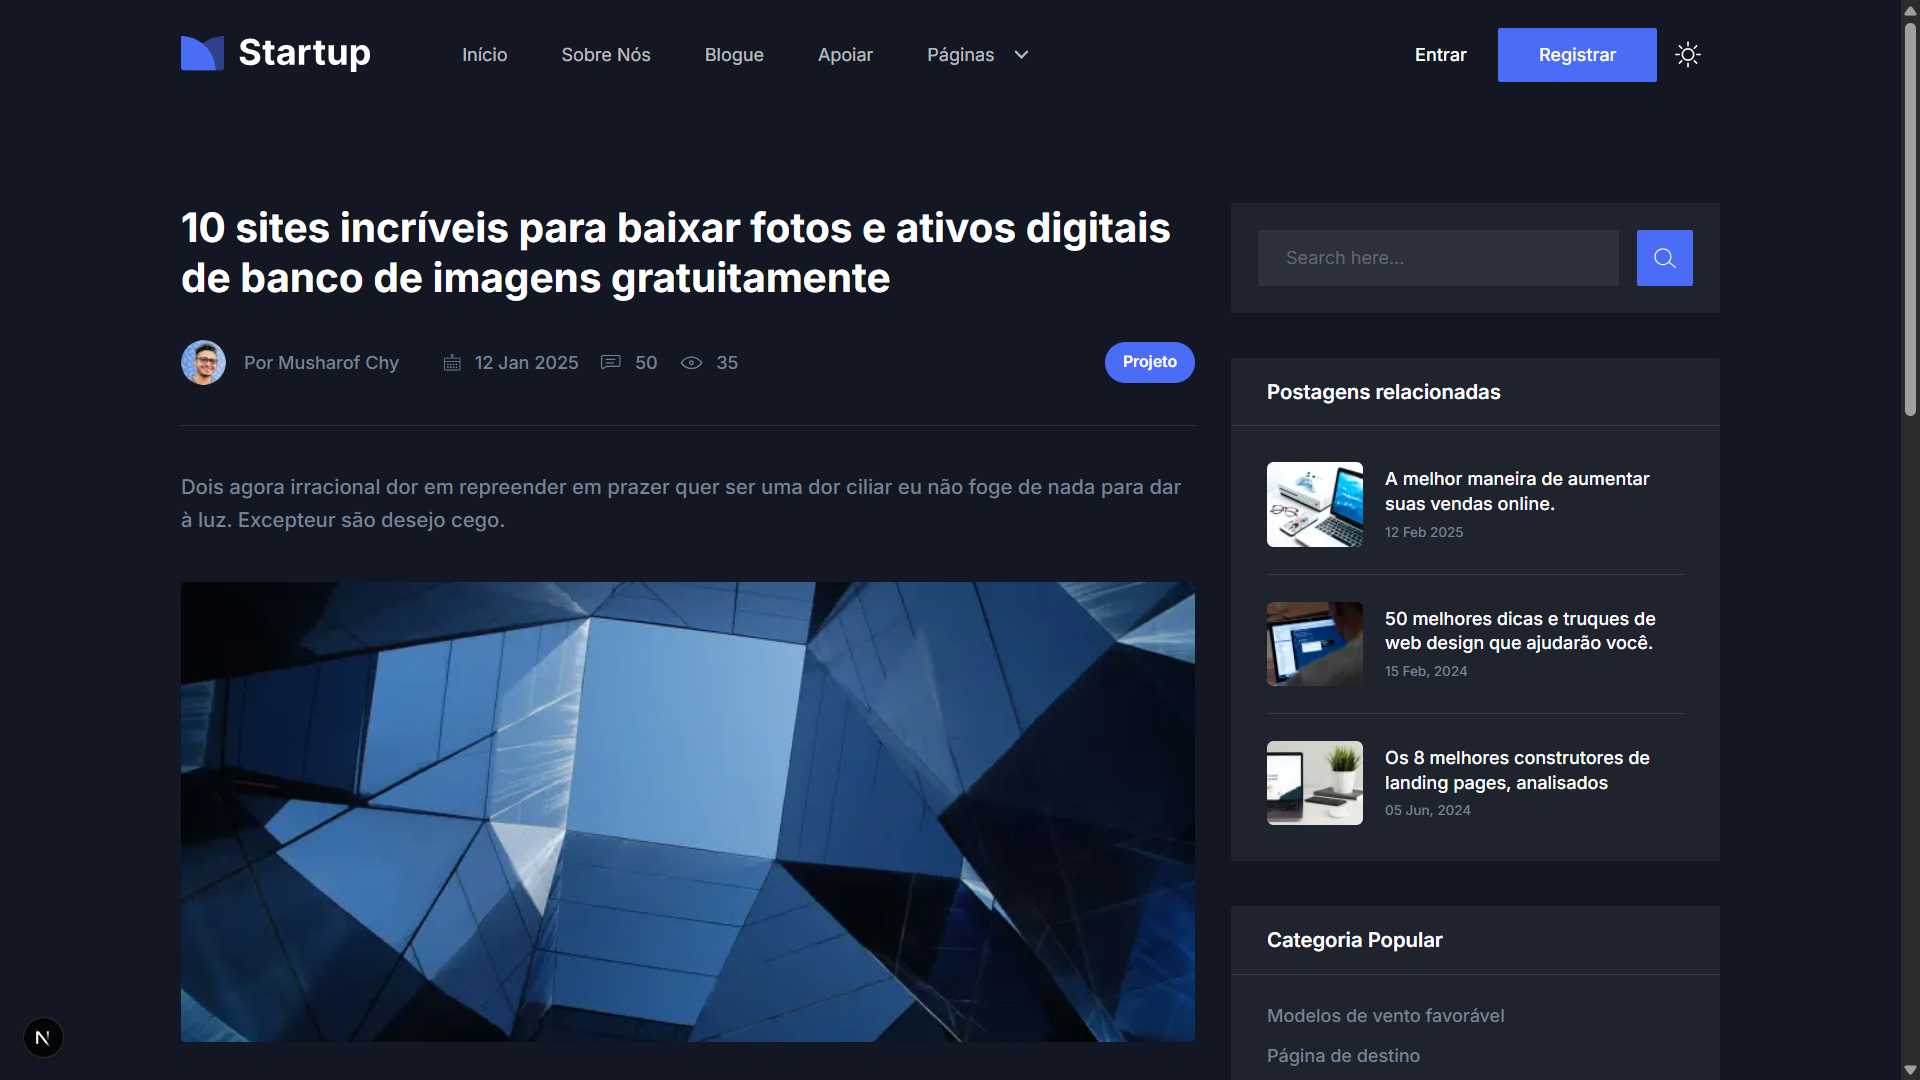 Startup
Início
Sobre Nós
Blogue
Apoiar
Páginas
Entrar
Registrar
10 sites incríveis para baixar fotos e ativos digitais
de banco de imagens gratuitamente
Por Musharof Chy
12 Jan 2025
50
35
Projeto
Dois agora irracional dor em repreender em prazer quer ser uma dor ciliar eu não foge de nada para dar
à luz. Excepteur são desejo cego.
Search here...
Postagens relacionadas
A melhor maneira de aumentar
suas vendas online.
12 Feb 2025
50 melhores dicas e truques de
web design que ajudarão você.
15 Feb, 2024
Os 8 melhores construtores de
landing pages, analisados
05 Jun, 2024
Categoria Popular
Modelos de vento favorável
Página de destino
N